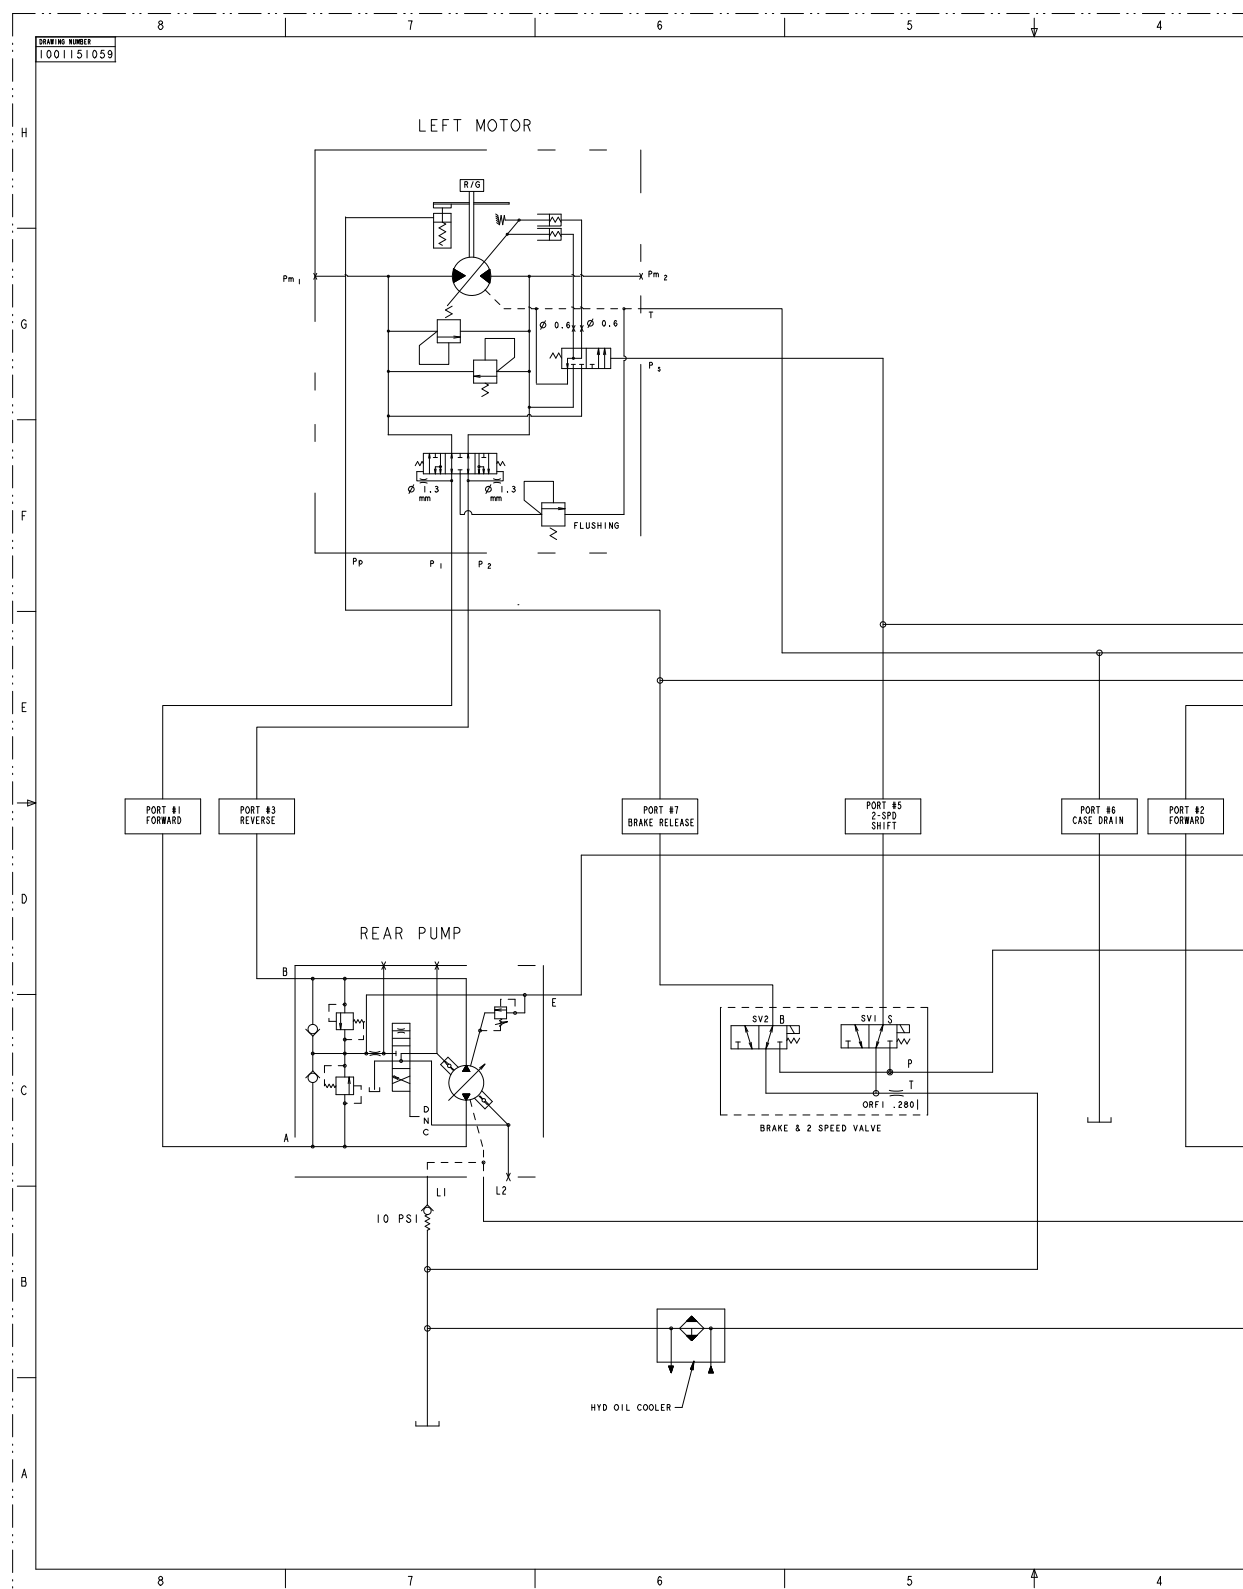 8 7 6 5 4
DRAWING NUMBER
1001151059
H
LEFT MOTOR
R/G
Pm 1
Pm 2
T
G
Ø 0.6 Ø 0.6
P s
Ø 1.3 mm
Ø 1.3 mm
F
FLUSHING
Pp P 1 P 2
E
PORT #1
FORWARD
PORT #3
REVERSE
PORT #7
BRAKE RELEASE
PORT #5
2-SPD
SHIFT
PORT #6
CASE DRAIN
PORT #2
FORWARD
D
REAR PUMP
B
E
SV2 B
SV1 S
P
T
C
ORF1 .280
D
N
C
A
BRAKE & 2 SPEED VALVE
L1 L2
10 PSI
B
HYD OIL COOLER
A
8 7 6 5 4